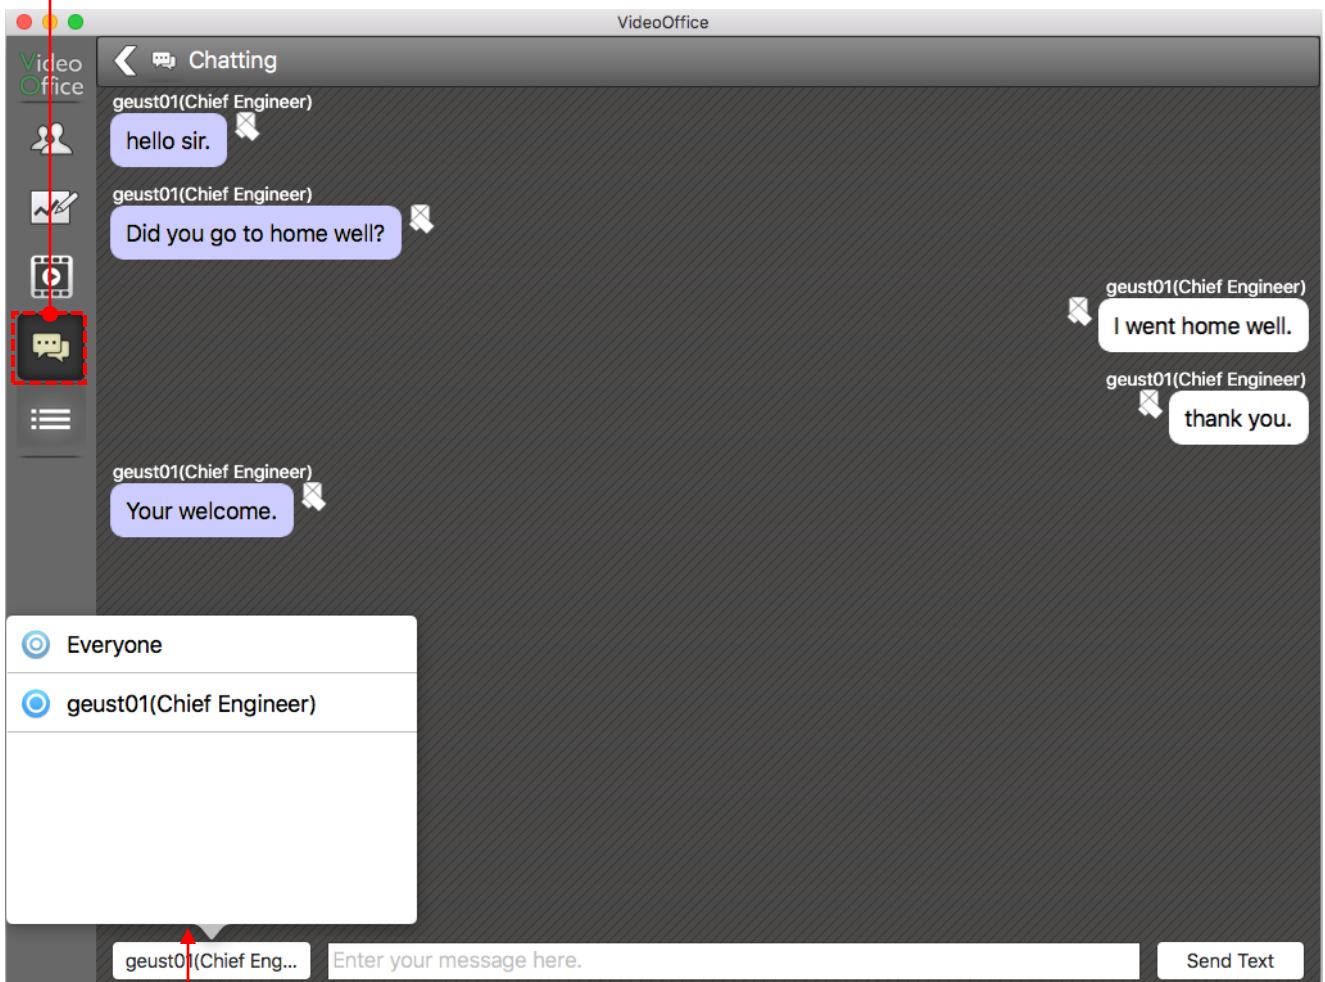 VideoOffice
Video
Office
Chatting
geust01(Chief Engineer)
hello sir.
geust01(Chief Engineer)
Did you go to home well?
geust01(Chief Engineer)
I went home well.
geust01(Chief Engineer)
thank you.
geust01(Chief Engineer)
Your welcome.
Everyone
geust01(Chief Engineer)
geust01(Chief Eng...
Enter your message here.
Send Text